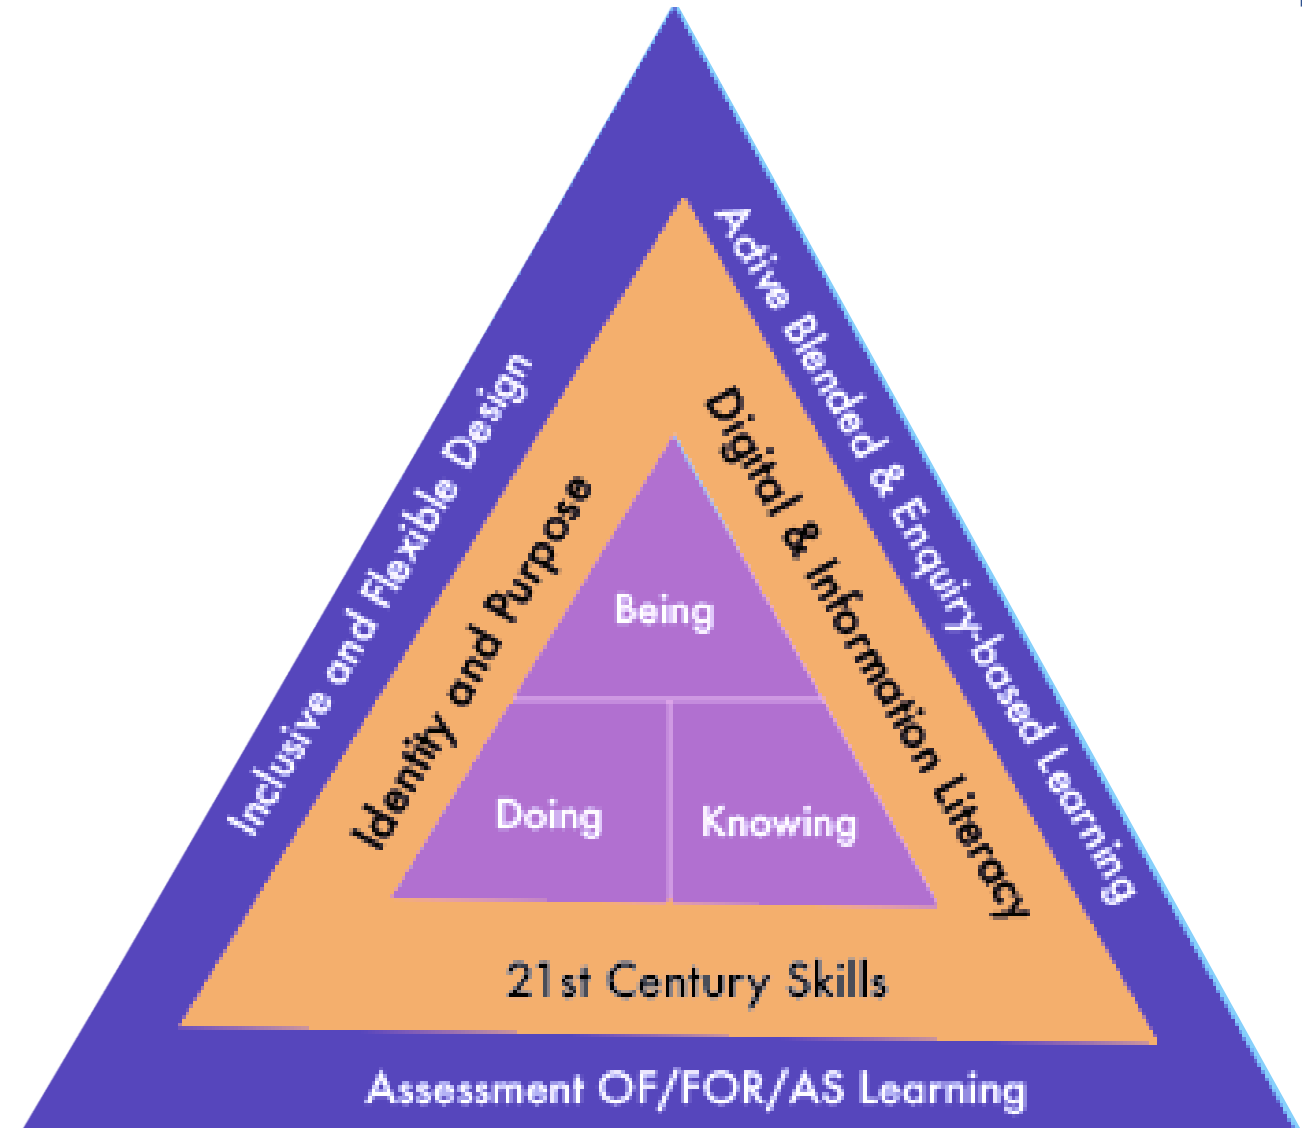 Inclusive and Flexible Design
Active Blended & Enquiry-based Learning
Identity and Purpose
Digital & Information Literacy
Being
Doing
Knowing
21st Century Skills
Assessment OF/FOR/AS Learning